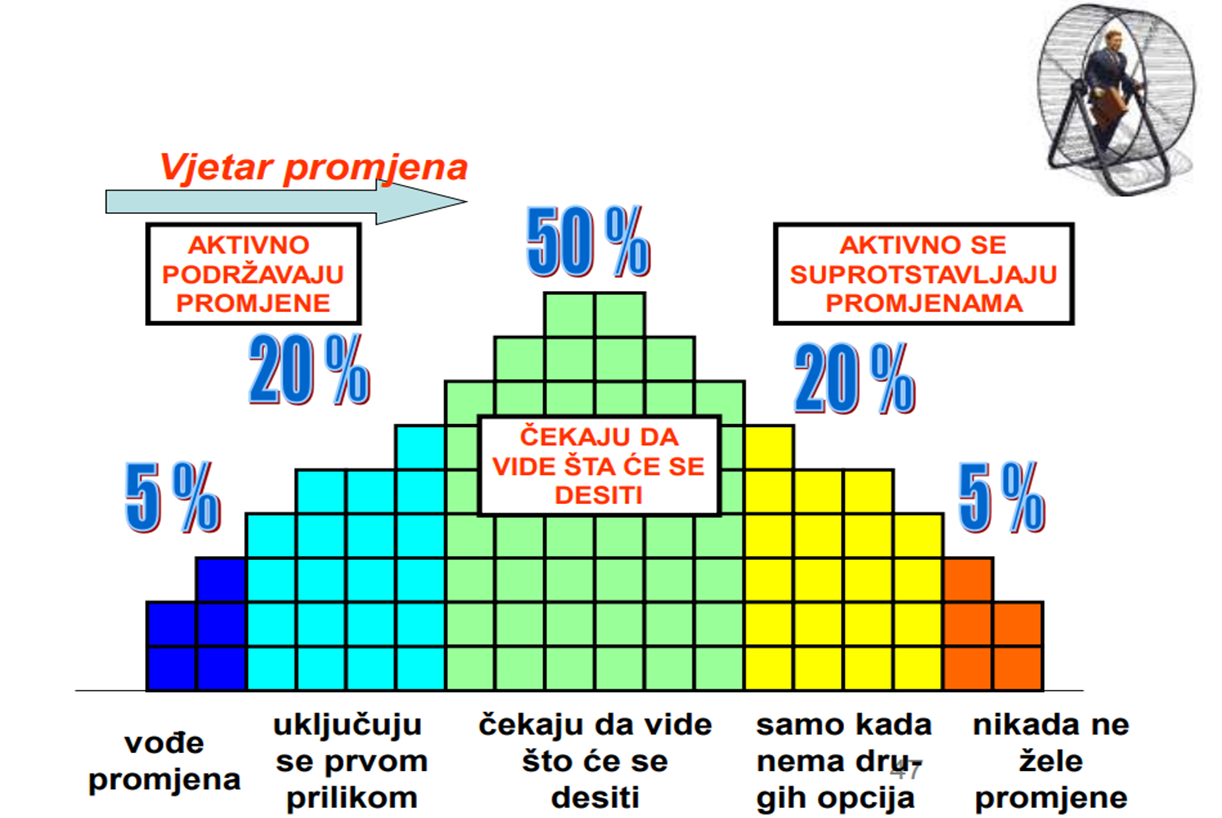 Vjetar promjena
AKTIVNO
PODRŽAVAJU
PROMJENE
50 %
AKTIVNO SE
SUPROTSTAVLJAJU
PROMJENAMA
20 %
20 %
ČEKAJU DA
VIDE ŠTA ĆE SE
DESITI
5 %
5 %
vođe
promjena
uključuju
se prvom
prilikom
čekaju da vide
što će se
desiti
samo kada
nema dru-
gih opcija
nikada ne
žele
promjene
47